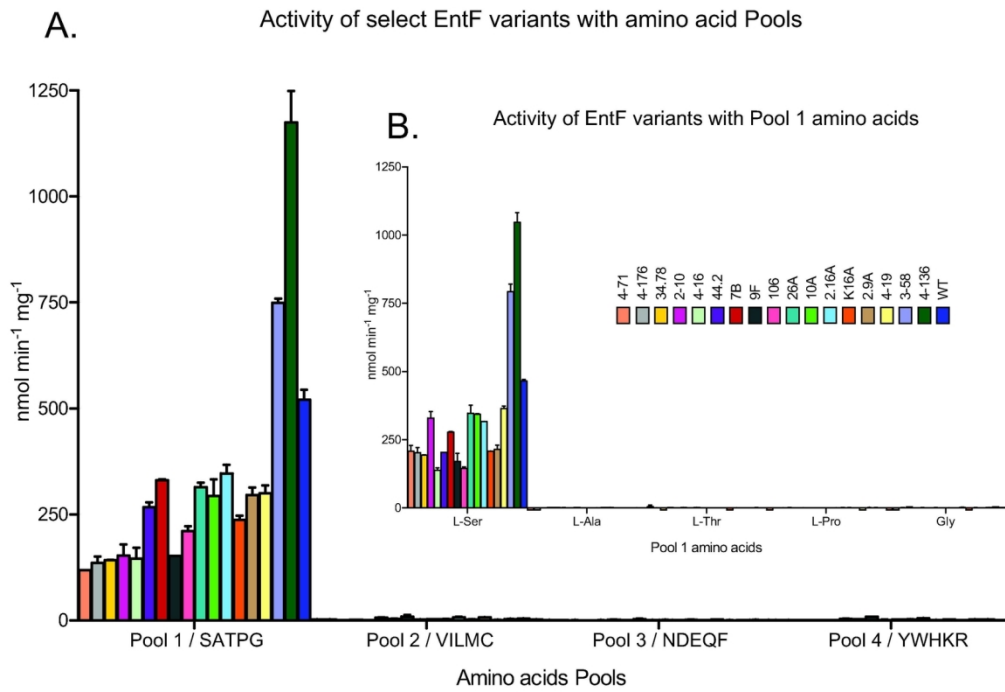 A.
Activity of select EntF variants with amino acid Pools
1250
1000
750
500
250
0
nmol min⁻¹ mg⁻¹
Pool 1 / SATPG
Pool 2 / VILMC
Pool 3 / NDEQF
Pool 4 / YWHKR
Amino acids Pools
B.
Activity of EntF variants with Pool 1 amino acids
1250
1000
750
500
250
0
nmol min⁻¹ mg⁻¹
L-Ser
L-Ala
L-Thr
L-Pro
Gly
Pool 1 amino acids
4-71
4-176
34.78
2-10
4-16
44.2
7B
9F
106
26A
10A
2.16A
K16A
2.9A
4-19
3-58
4-136
WT